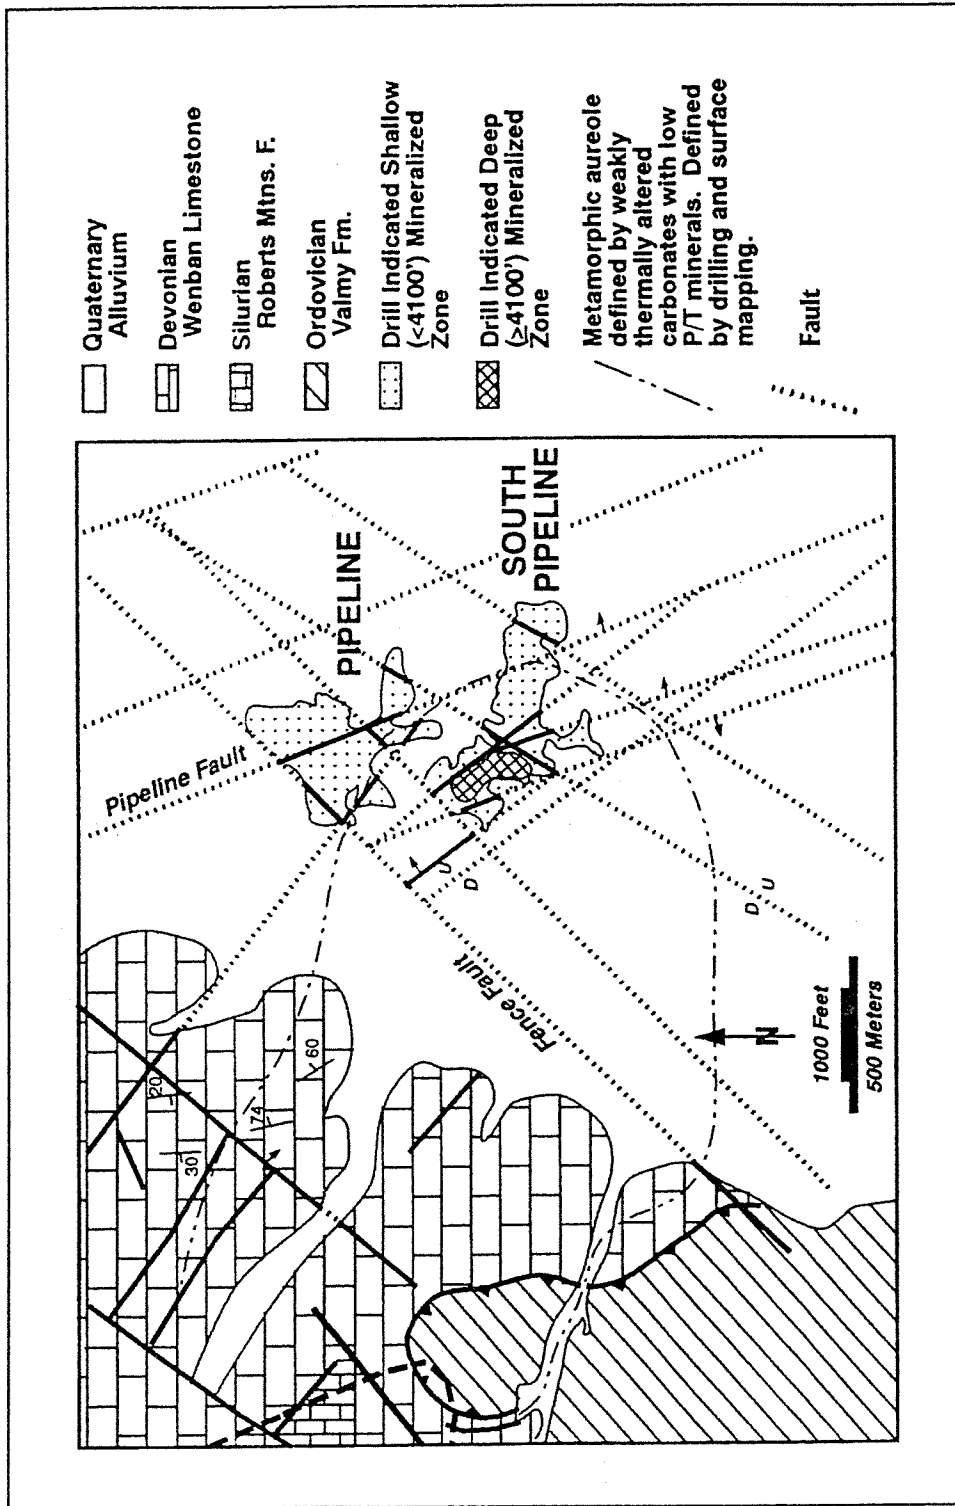 Quaternary
Alluvium
Devonian
Wenban Limestone
Silurian
Roberts Mtns. F.
Ordovician
Valmy Fm.
Drill Indicated Shallow
(<4100') Mineralized
Zone
Drill Indicated Deep
(≥4100') Mineralized
Zone
Metamorphic aureole
defined by weakly
thermally altered
carbonates with low
P/T minerals. Defined
by drilling and surface
mapping.
Fault
PIPELINE
SOUTH
PIPELINE
Pipeline Fault
Fence Fault
U
D
D
U
20
30
74
60
N
1000 Feet
500 Meters